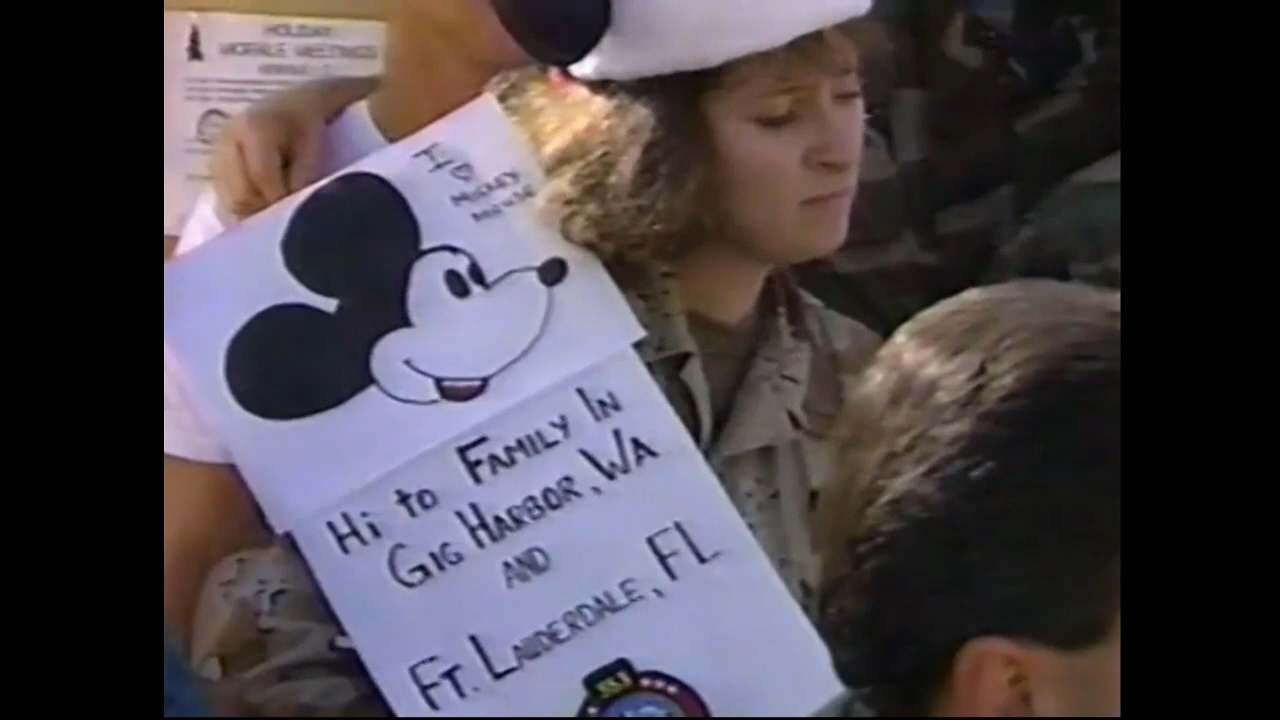 HOLIDAY
MORALE MEETINGS
I ♡
MICKEY
MOUSE
Hi to FAMILY IN
GIG HARBOR, WA
AND
FT. LAUDERDALE, FL